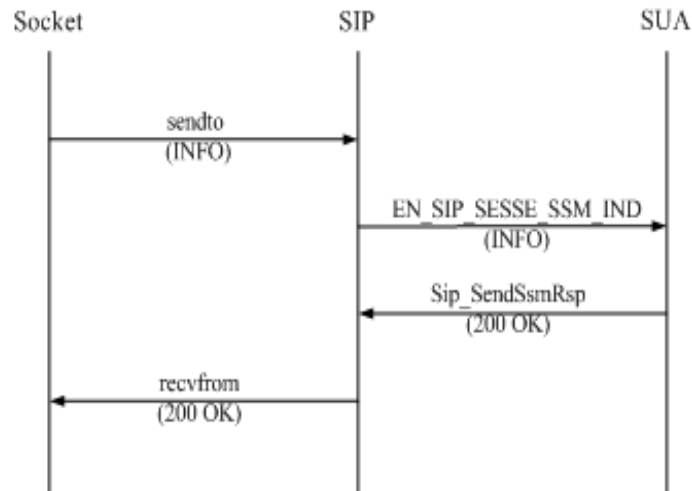 Socket SIP SUA
sendto
(INFO)
EN_SIP_SESSE_SSM_IND
(INFO)
Sip_SendSsmRsp
(200 OK)
recvfrom
(200 OK)